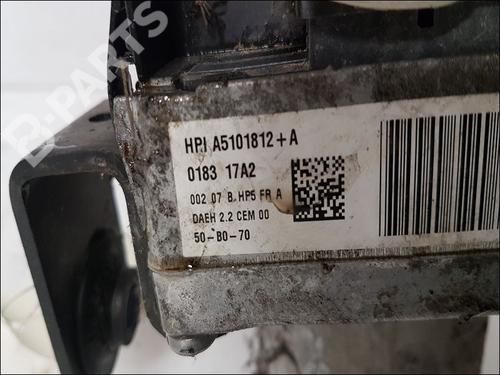 B-PARTS
HPI A5101812+A
0183 17A2
002 07 B HP5 FR A
DAEH 2.2 CEM 00
50-B0-70